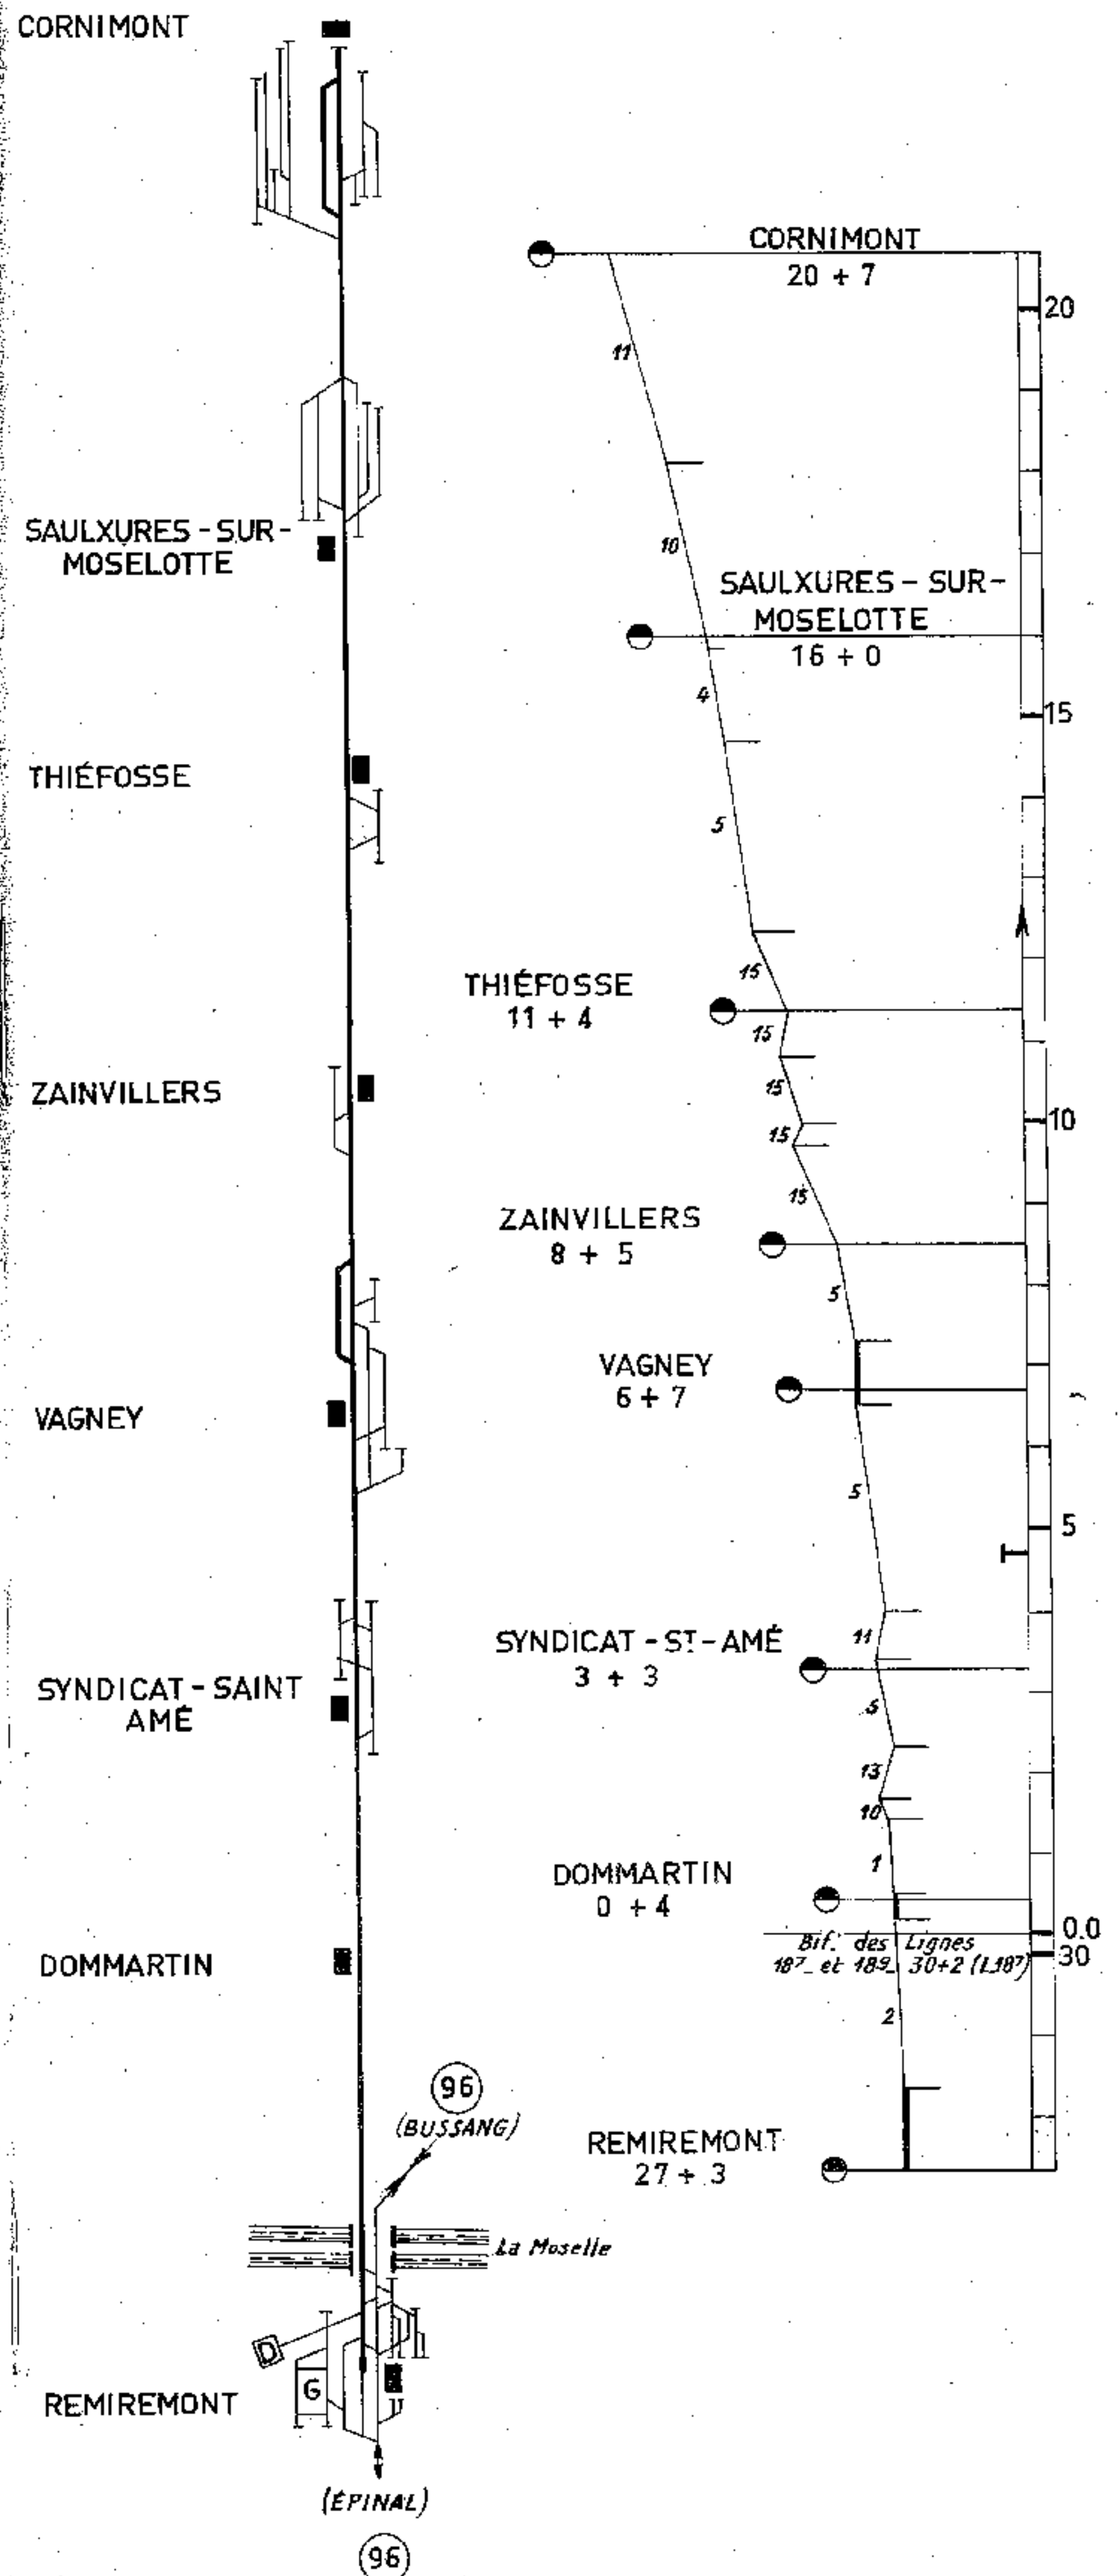 CORNIMONT
SAULXURES - SUR -
MOSELOTTE
THIÉFOSSE
ZAINVILLERS
VAGNEY
SYNDICAT - SAINT
AMÉ
DOMMARTIN
96
(BUSSANG)
La Moselle
D
G
REMIREMONT
(ÉPINAL)
96
CORNIMONT
20 + 7
20
11
10
SAULXURES - SUR -
MOSELOTTE
16 + 0
4
15
5
15
THIÉFOSSE
11 + 4
15
15
10
15
15
ZAINVILLERS
8 + 5
5
VAGNEY
6 + 7
5
5
11
SYNDICAT - ST - AMÉ
3 + 3
5
13
10
1
DOMMARTIN
0 + 4
0.0
Bif. des Lignes
187_ et 189_ 30+2 (L187)
30
2
REMIREMONT
27 + 3